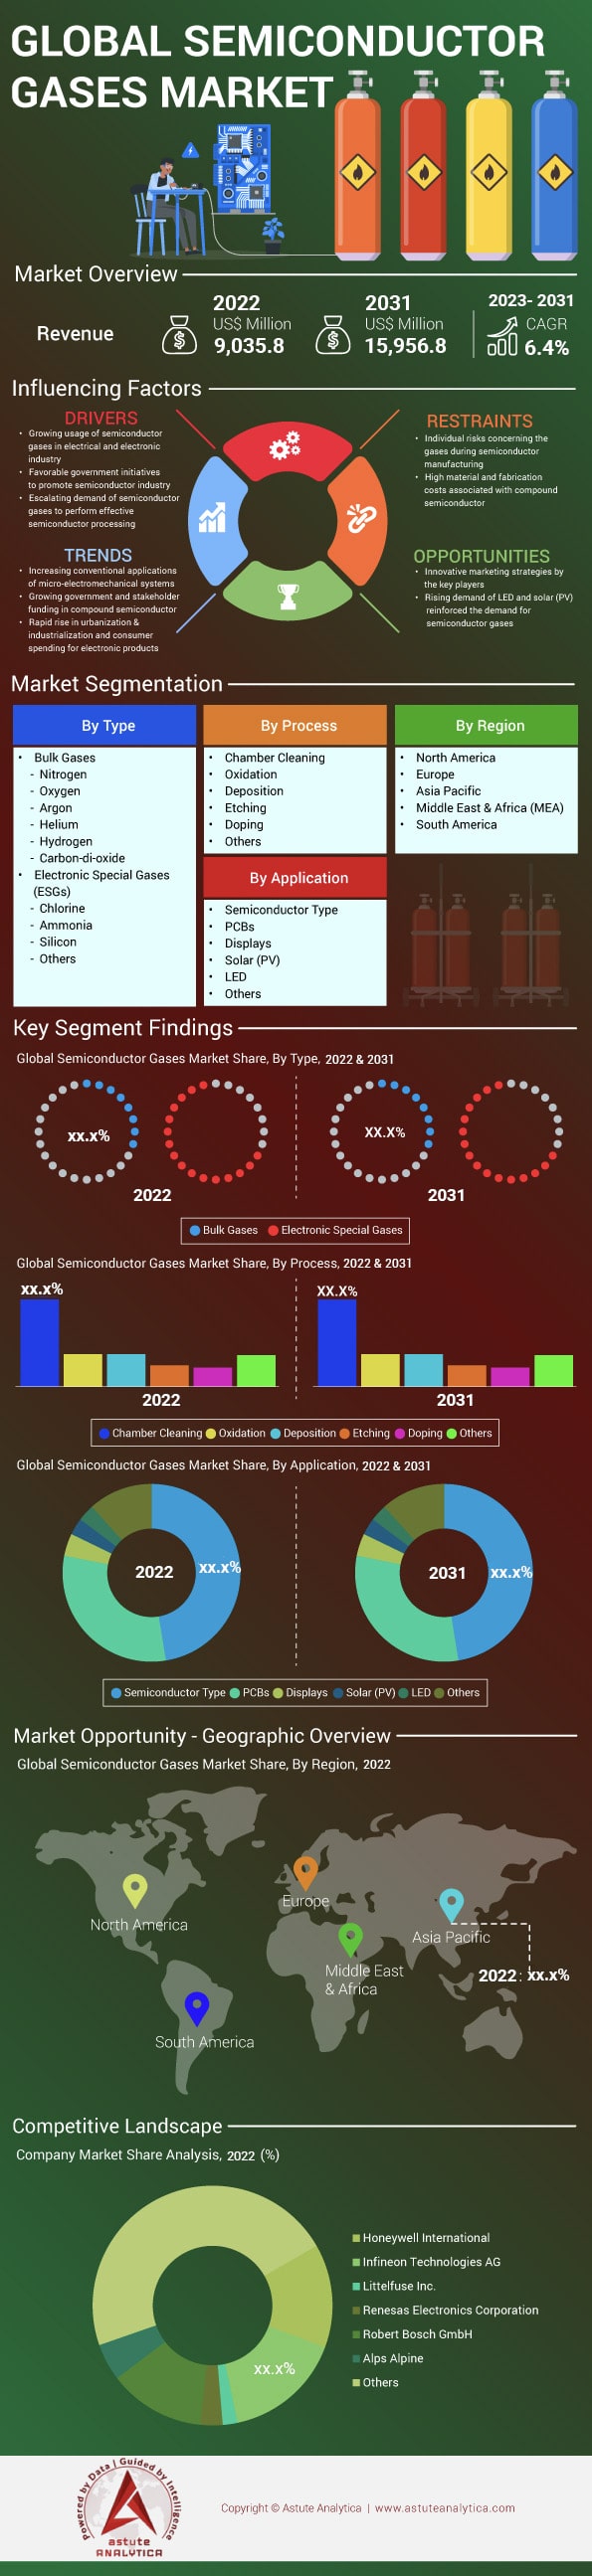 GLOBAL SEMICONDUCTOR
GASES MARKET
Market Overview
Revenue
2022
US$ Million
9,035.8
2031
US$ Million
15,956.8
2023- 2031
CAGR
6.4%
Influencing Factors
DRIVERS
• Growing usage of semiconductor
gases in electrical and electronic
industry
• Favorable government initiatives
to promote semiconductor industry
• Escalating demand of semiconductor
gases to perform effective
semiconductor processing
RESTRAINTS
• Individual risks concerning the
gases during semiconductor
manufacturing
• High material and fabrication
costs associated with compound
semiconductor
TRENDS
• Increasing conventional applications
of micro-electromechanical systems
• Growing government and stakeholder
funding in compound semiconductor
• Rapid rise in urbanization &
industrialization and consumer
spending for electronic products
OPPORTUNITIES
• Innovative marketing strategies by
the key players
• Rising demand of LED and solar (PV)
reinforced the demand for
semiconductor gases
Market Segmentation
By Type
• Bulk Gases
- Nitrogen
- Oxygen
- Argon
- Helium
- Hydrogen
- Carbon-di-oxide
• Electronic Special Gases
(ESGs)
- Chlorine
- Ammonia
- Silicon
- Others
By Process
• Chamber Cleaning
• Oxidation
• Deposition
• Etching
• Doping
• Others
By Application
• Semiconductor Type
• PCBs
• Displays
• Solar (PV)
• LED
• Others
By Region
• North America
• Europe
• Asia Pacific
• Middle East & Africa (MEA)
• South America
Key Segment Findings
Global Semiconductor Gases Market Share, By Type, 2022 & 2031
xx.x%
XX.X%
2022
2031
Bulk Gases Electronic Special Gases
Global Semiconductor Gases Market Share, By Process, 2022 & 2031
xx.x%
XX.X%
2022
2031
Chamber Cleaning Oxidation Deposition Etching Doping Others
Global Semiconductor Gases Market Share, By Application, 2022 & 2031
2022
xx.x%
2031
xx.x%
Semiconductor Type PCBs Displays Solar (PV) LED Others
Market Opportunity - Geographic Overview
Global Semiconductor Gases Market Share, By Region, 2022
North America
Europe
Asia Pacific
Middle East
& Africa
2022 : xx.x%
South America
Competitive Landscape
Company Market Share Analysis, 2022 (%)
xx.x%
Honeywell International
Infineon Technologies AG
Littelfuse Inc.
Renesas Electronics Corporation
Robert Bosch GmbH
Alps Alpine
Others
Powered by Data | Guided by Intelligence
astute
ANALYTICA
Copyright © Astute Analytica | www.astuteanalytica.com